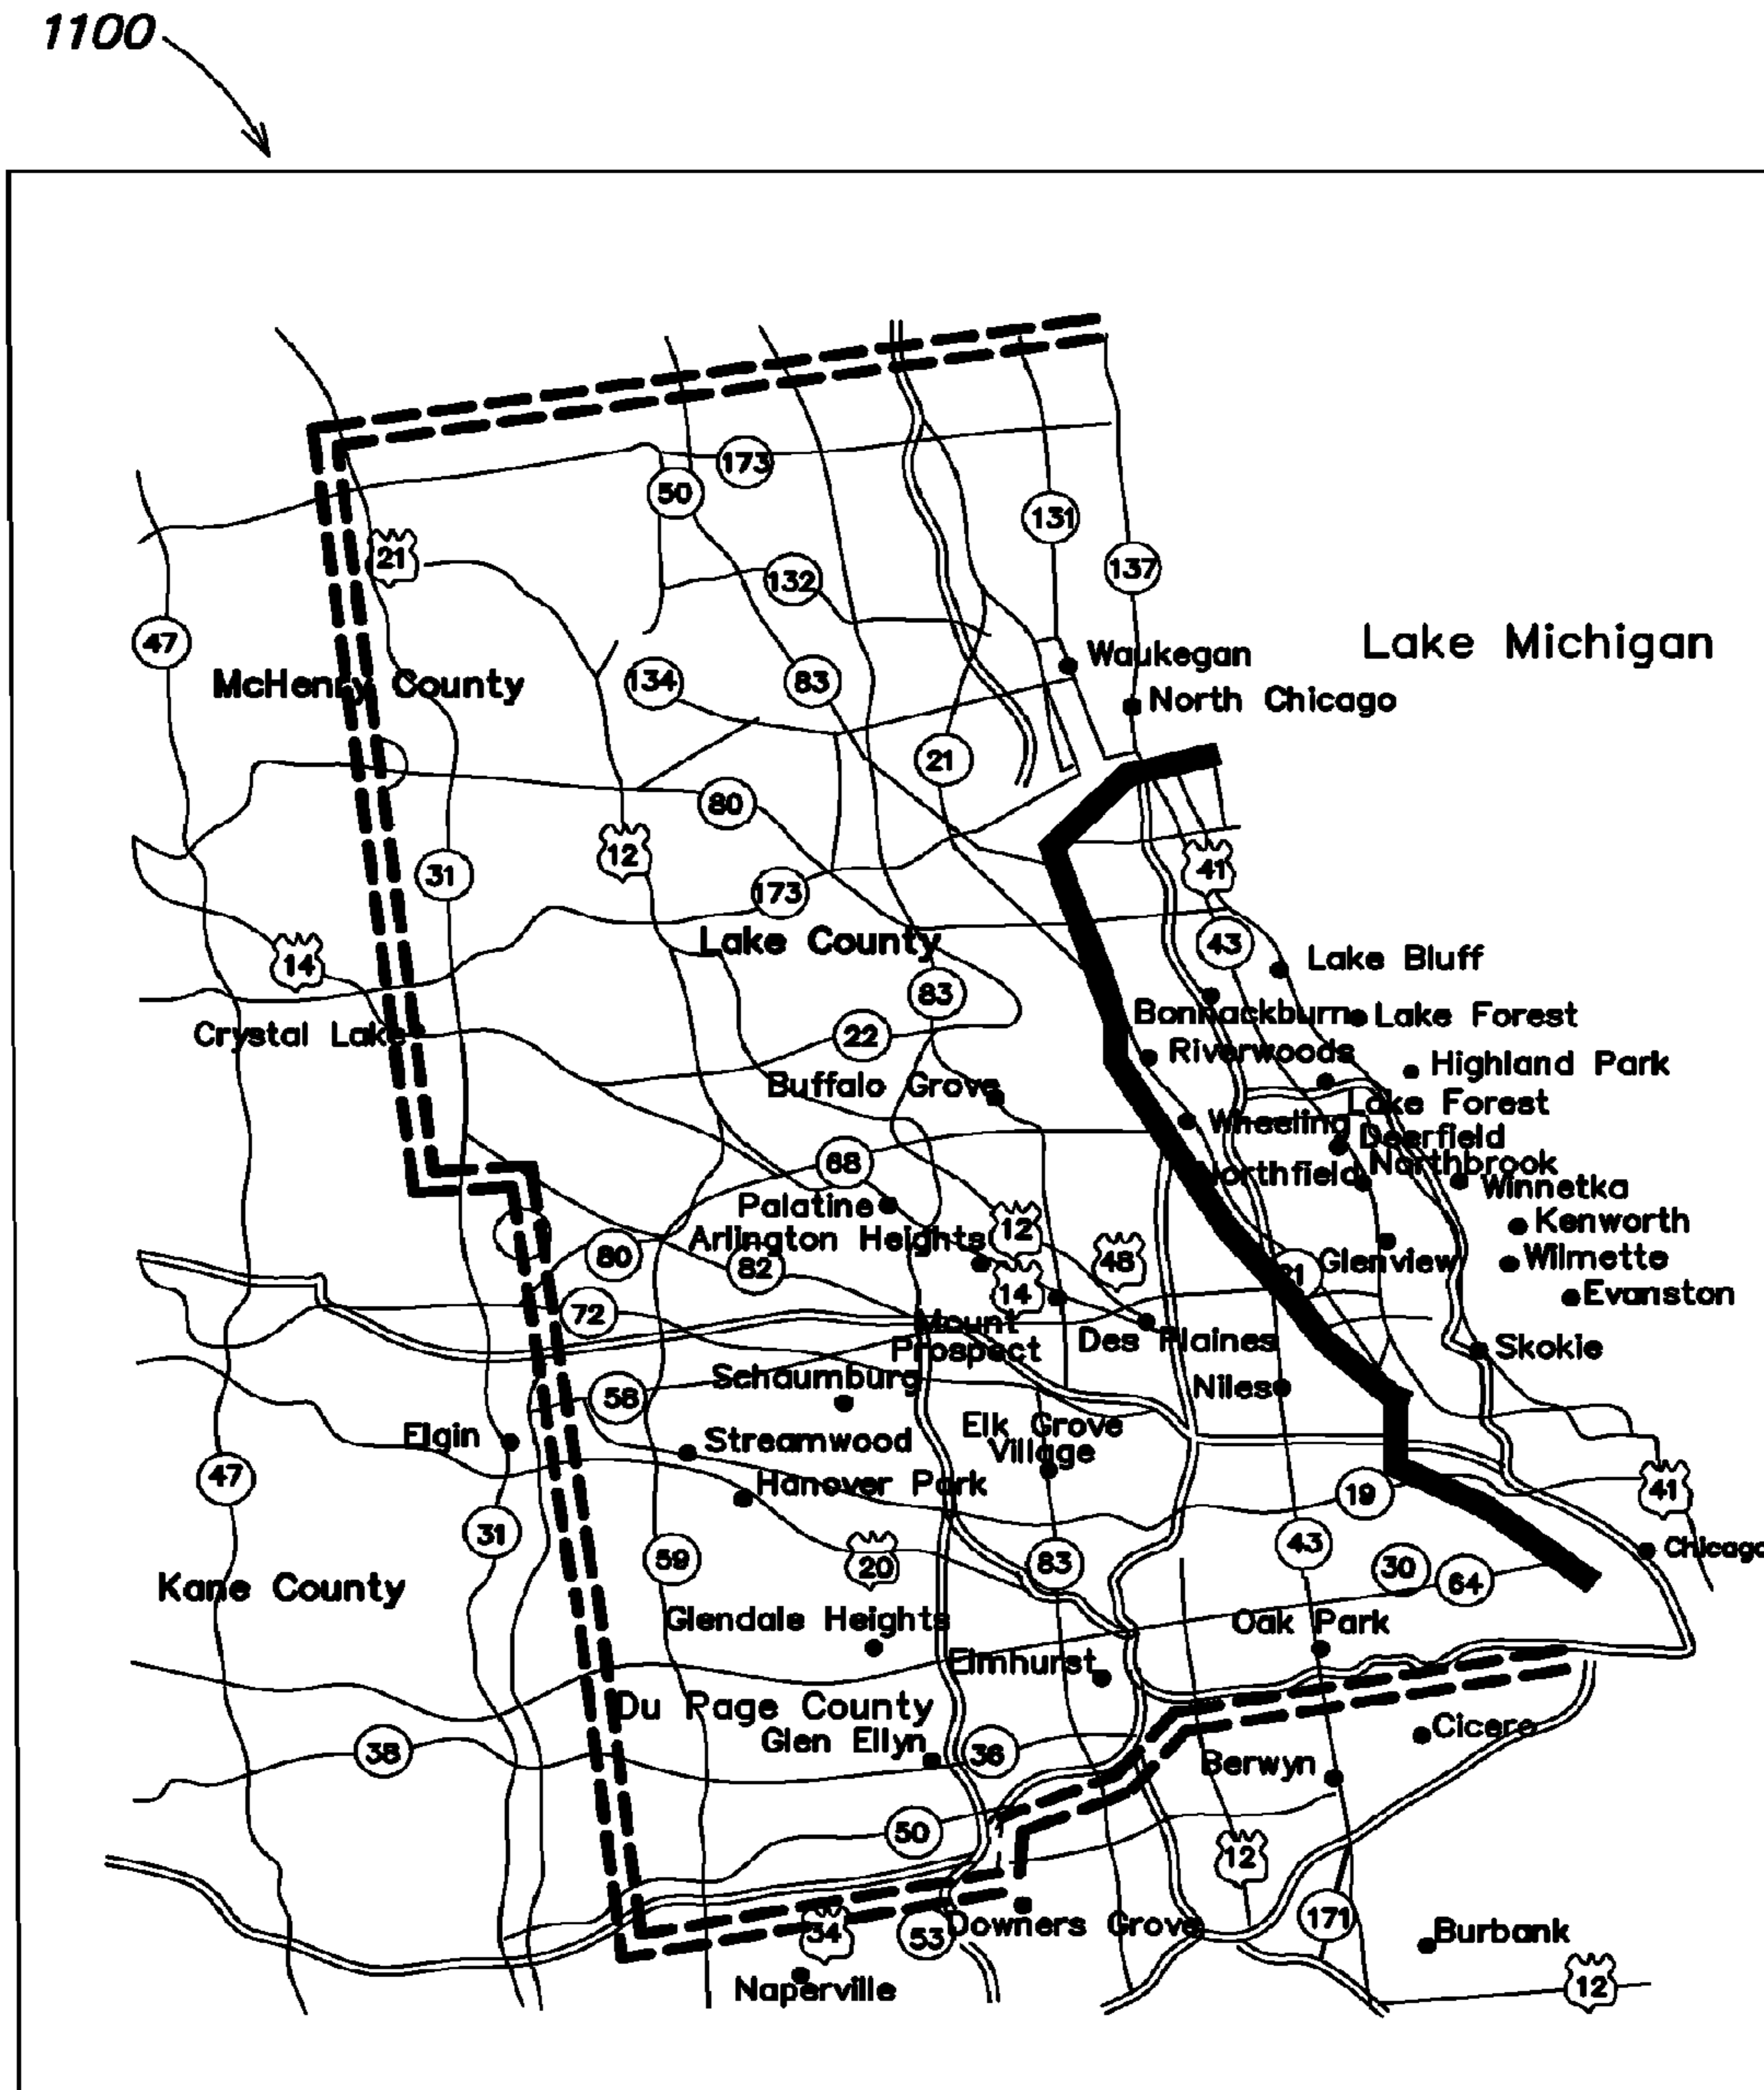 1100
173
50
131
21
132
137
47
Lake Michigan
Waukegan
McHenry County
134
83
North Chicago
21
80
12
41
31
173
Lake County
43
14
Lake Bluff
83
Bonnackburn
Lake Forest
Crystal Lake
22
Riverwoods
Highland Park
Buffalo Grove
Lake Forest
Wheeling
Deerfield
68
Northfield
Northbrook
Winnetka
Palatine
12
Kenworth
Arlington Heights
80
82
48
Glenview
Wilmette
14
21
Evanston
72
Mount
Prospect
Des Plaines
Skokie
Schaumburg
58
Niles
Elk Grove
Village
Elgin
Streamwood
47
Hanover Park
19
41
31
43
59
20
83
30
64
Chicago
Kane County
Glendale Heights
Oak Park
Elmhurst
Du Page County
Cicero
38
Glen Ellyn
36
Berwyn
50
12
34
53
Downers Grove
171
Burbank
Naperville
12